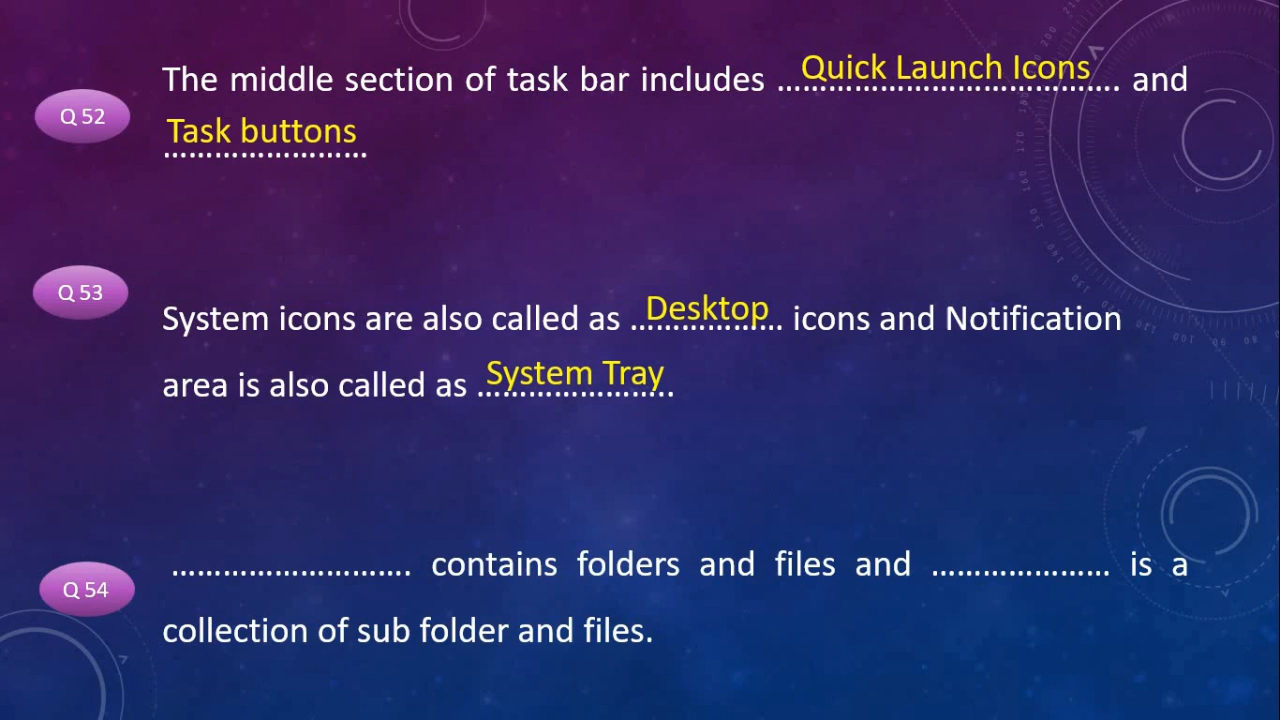 Q 52
The middle section of task bar includes Quick Launch Icons…………………………………. and
Task buttons……………………
Q 53
System icons are also called as Desktop……………… icons and Notification
area is also called as System Tray…………………..
Q 54
………………………. contains folders and files and ………………… is a
collection of sub folder and files.